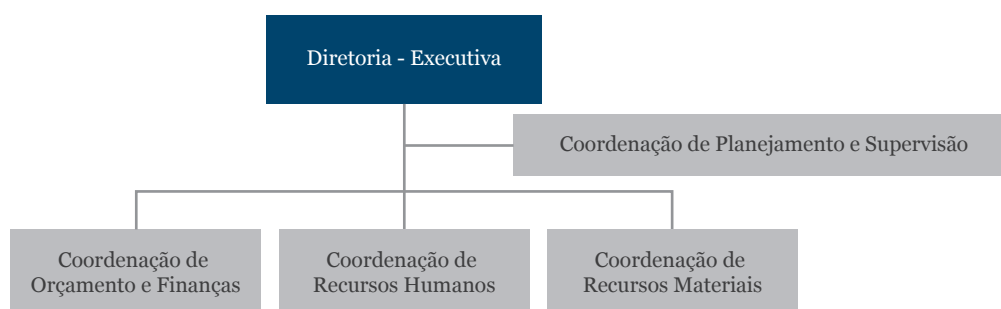 Diretoria - Executiva
Coordenação de Planejamento e Supervisão
Coordenação de
Orçamento e Finanças
Coordenação de
Recursos Humanos
Coordenação de
Recursos Materiais